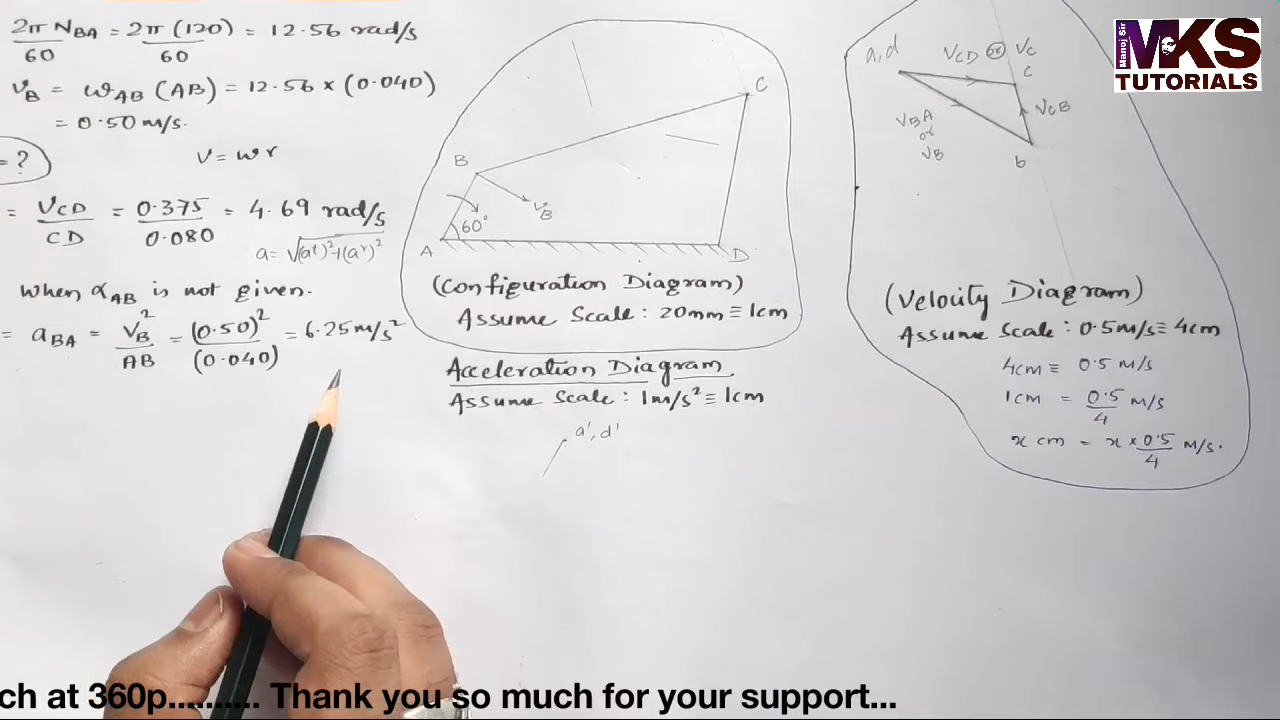 2π N_BA/60 = 2π(120)/60 = 12.56 rad/s
V_B = ω_AB (AB) = 12.56 × (0.040)
= 0.50 m/s.
= ?
V = ωr
= V_CD/CD = 0.375/0.080 = 4.69 rad/s
a = √(aᵗ)²+(aʳ)²
When α_AB is not given.
= a_BA = V_B²/AB = (0.50)²/(0.040) = 6.25 m/s²
B
C
V_B
60°
A
D
(Configuration Diagram)
Assume Scale : 20mm ≡ 1cm
Acceleration Diagram
Assume Scale : 1m/s² ≡ 1cm
a', d'
a, d
V_CD or V_C
c
V_BA
or
V_B
V_CB
b
(Velocity Diagram)
Assume Scale : 0.5m/s ≡ 4cm
4cm ≡ 0.5 m/s
1cm = 0.5/4 m/s
x cm = x × 0.5/4 m/s.
Manoj Sir
MKS
TUTORIALS
ch at 360p.......... Thank you so much for your support...